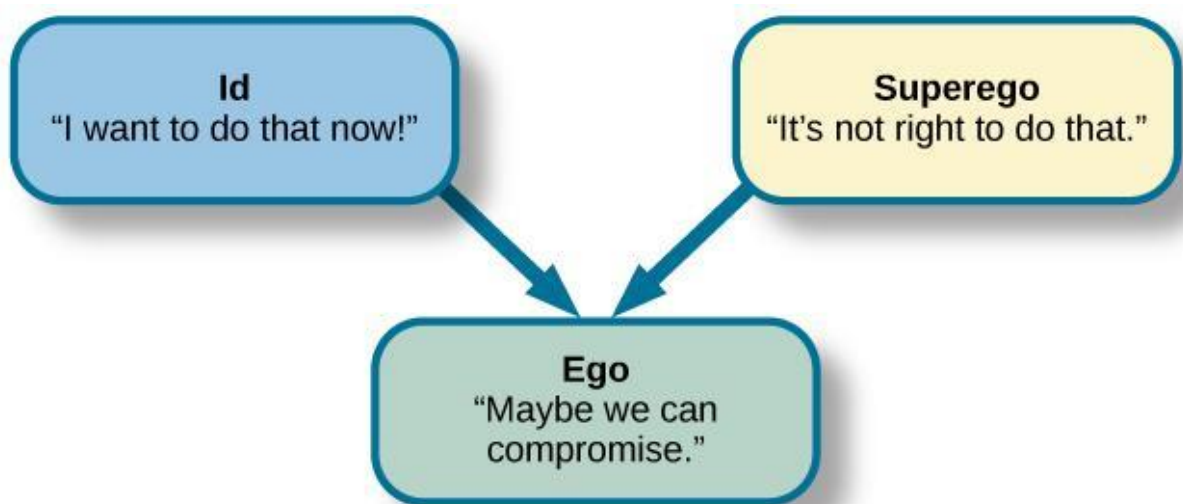 Id
“I want to do that now!”
Superego
“It’s not right to do that.”
Ego
“Maybe we can
compromise.”